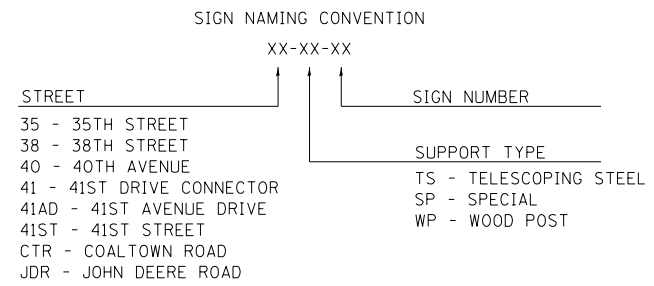 SIGN NAMING CONVENTION
XX-XX-XX
STREET
35 - 35TH STREET
38 - 38TH STREET
40 - 40TH AVENUE
41 - 41ST DRIVE CONNECTOR
41AD - 41ST AVENUE DRIVE
41ST - 41ST STREET
CTR - COALTOWN ROAD
JDR - JOHN DEERE ROAD
SIGN NUMBER
SUPPORT TYPE
TS - TELESCOPING STEEL
SP - SPECIAL
WP - WOOD POST